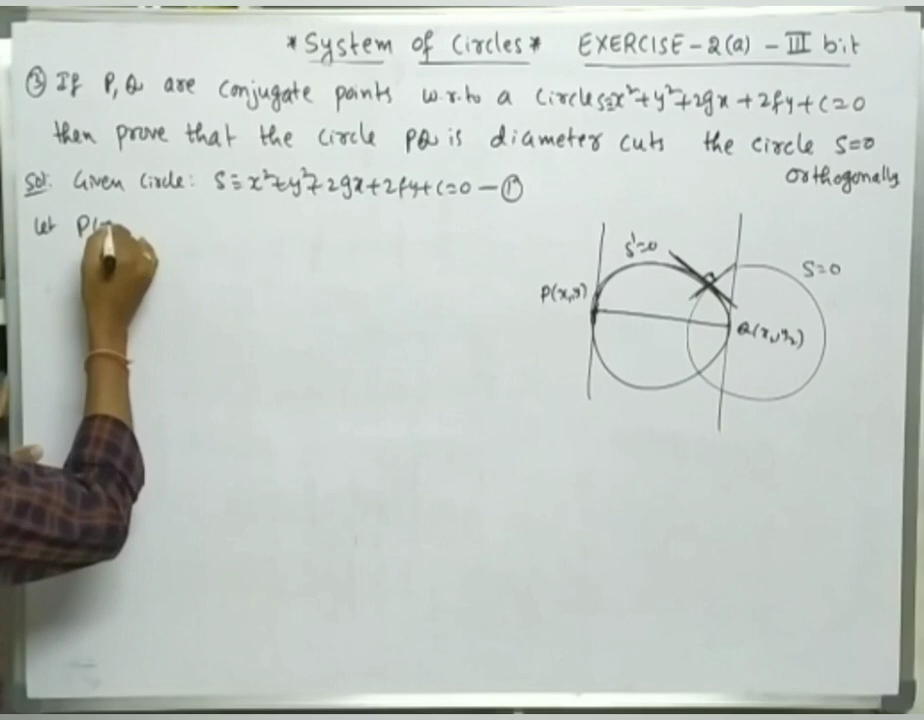 *System of Circles* EXERCISE-2(a) - III bit
③ If P,Q are conjugate points w.r.to a circle S≡x²+y²+2gx+2fy+c=0
then prove that the circle PQ is diameter cuts the circle S=0
orthogonally
Sol: Given Circle: S≡x²+y²+2gx+2fy+c=0 - ①
let P(
S'=0
S=0
P(x,y)
Q(x₂,y₂)